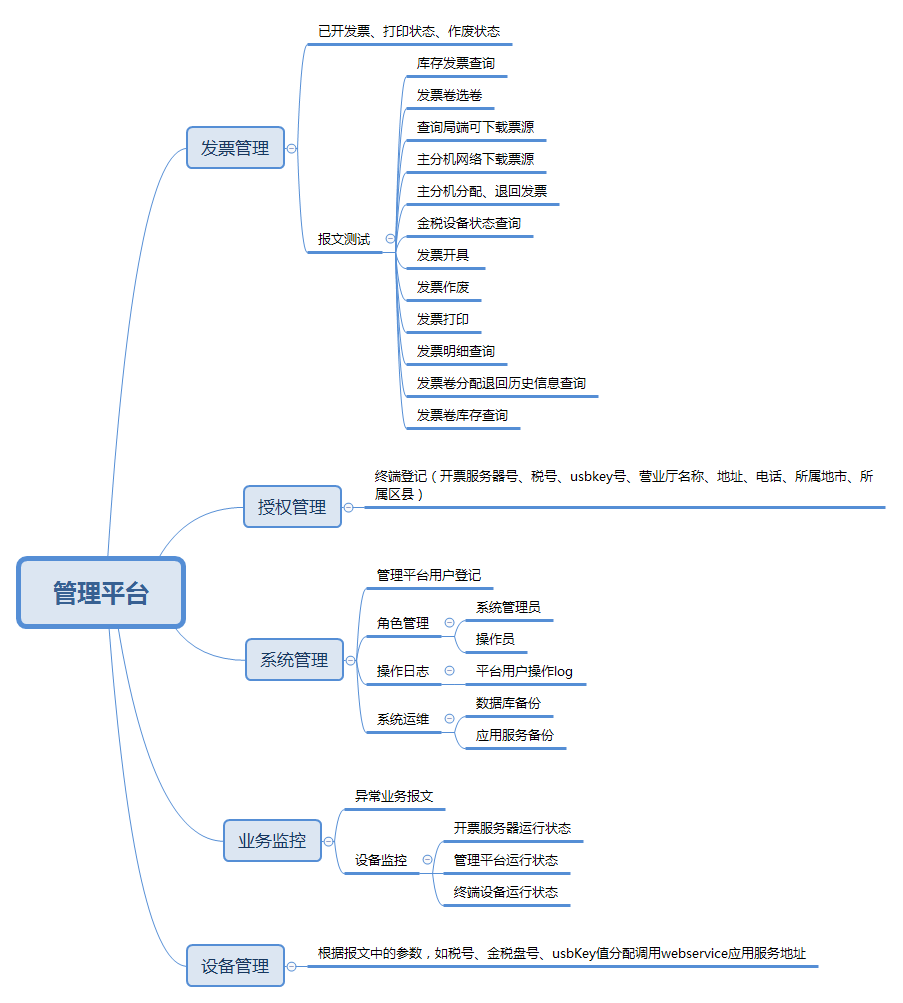 管理平台
发票管理
已开发票、打印状态、作废状态
报文测试
库存发票查询
发票卷选卷
查询局端可下载票源
主分机网络下载票源
主分机分配、退回发票
金税设备状态查询
发票开具
发票作废
发票打印
发票明细查询
发票卷分配退回历史信息查询
发票卷库存查询
授权管理
终端登记（开票服务器号、税号、usbkey号、营业厅名称、地址、电话、所属地市、所
属区县）
系统管理
管理平台用户登记
角色管理
系统管理员
操作员
操作日志
平台用户操作log
系统运维
数据库备份
应用服务备份
业务监控
异常业务报文
设备监控
开票服务器运行状态
管理平台运行状态
终端设备运行状态
设备管理
根据报文中的参数，如税号、金税盘号、usbKey值分配调用webservice应用服务地址